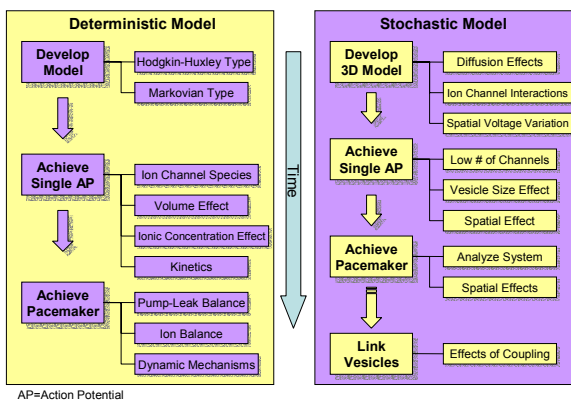 Deterministic Model
Develop
Model
Hodgkin-Huxley Type
Markovian Type
Achieve
Single AP
Ion Channel Species
Volume Effect
Ionic Concentration Effect
Kinetics
Achieve
Pacemaker
Pump-Leak Balance
Ion Balance
Dynamic Mechanisms
Time
Stochastic Model
Develop
3D Model
Diffusion Effects
Ion Channel Interactions
Spatial Voltage Variation
Achieve
Single AP
Low # of Channels
Vesicle Size Effect
Spatial Effect
Achieve
Pacemaker
Analyze System
Spatial Effects
Link
Vesicles
Effects of Coupling
AP=Action Potential